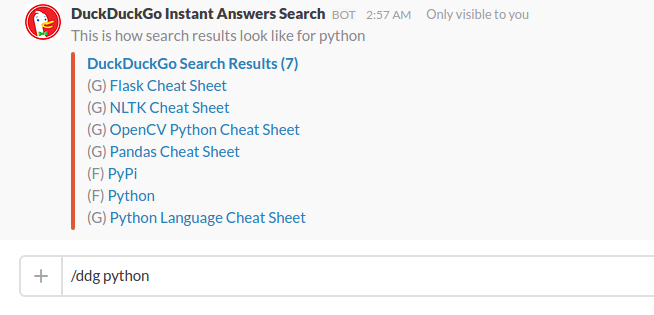 DuckDuckGo Instant Answers Search BOT 2:57 AM Only visible to you
This is how search results look like for python
DuckDuckGo Search Results (7)
(G) Flask Cheat Sheet
(G) NLTK Cheat Sheet
(G) OpenCV Python Cheat Sheet
(G) Pandas Cheat Sheet
(F) PyPi
(F) Python
(G) Python Language Cheat Sheet
/ddg python